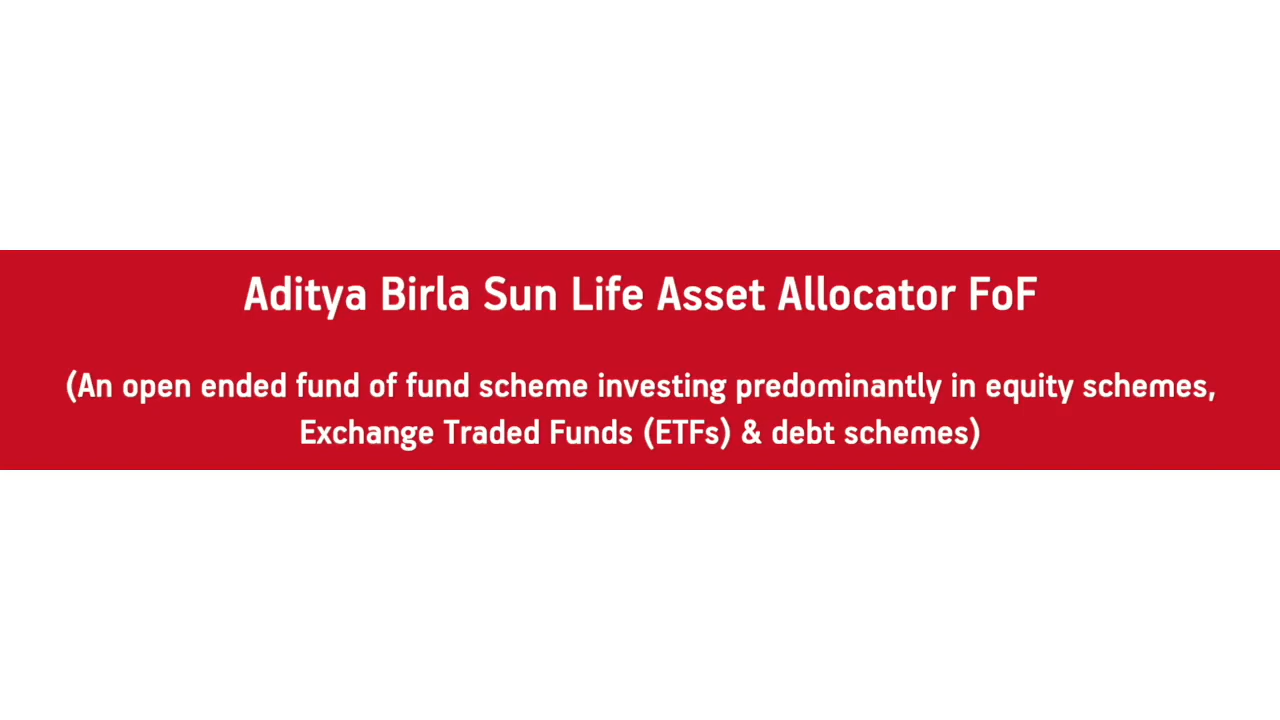 Aditya Birla Sun Life Asset Allocator FoF
(An open ended fund of fund scheme investing predominantly in equity schemes,
Exchange Traded Funds (ETFs) & debt schemes)